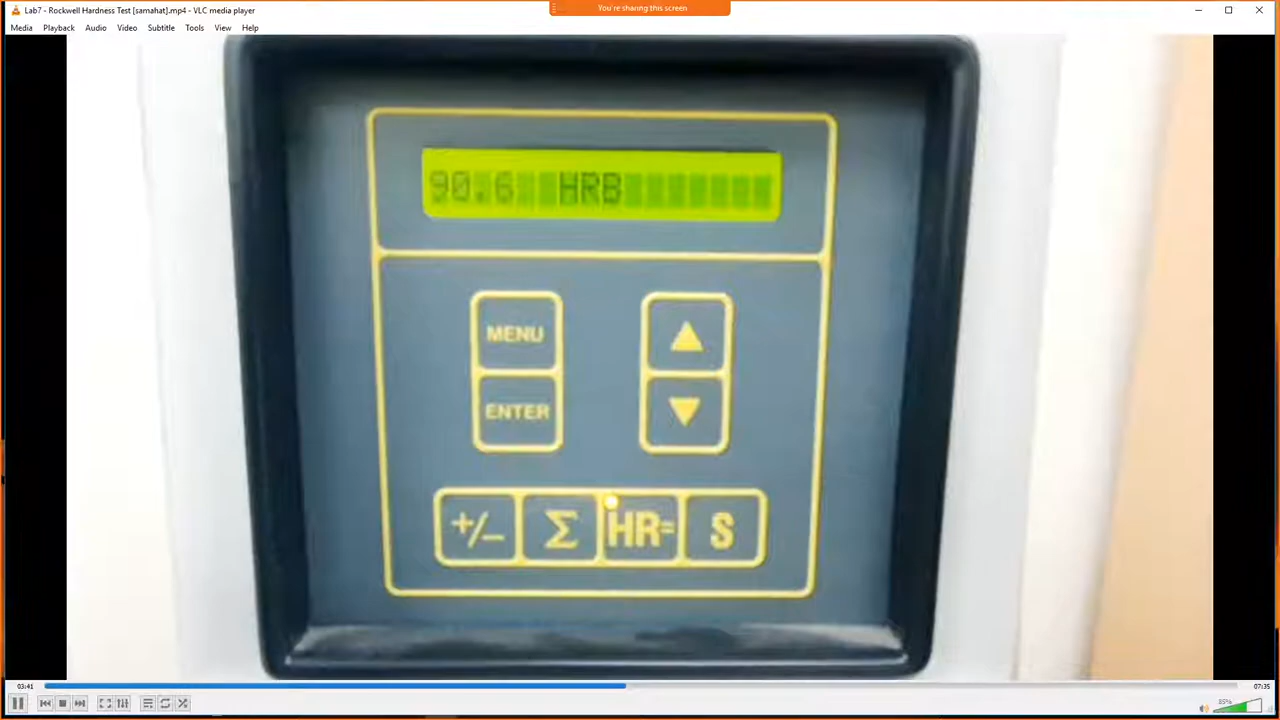 Lab7 - Rockwell Hardness Test [samahat].mp4 - VLC media player
You're sharing this screen
Media Playback Audio Video Subtitle Tools View Help
90.6 HRB
MENU
ENTER
+/- Σ HR= S
03:41
07:35
85%